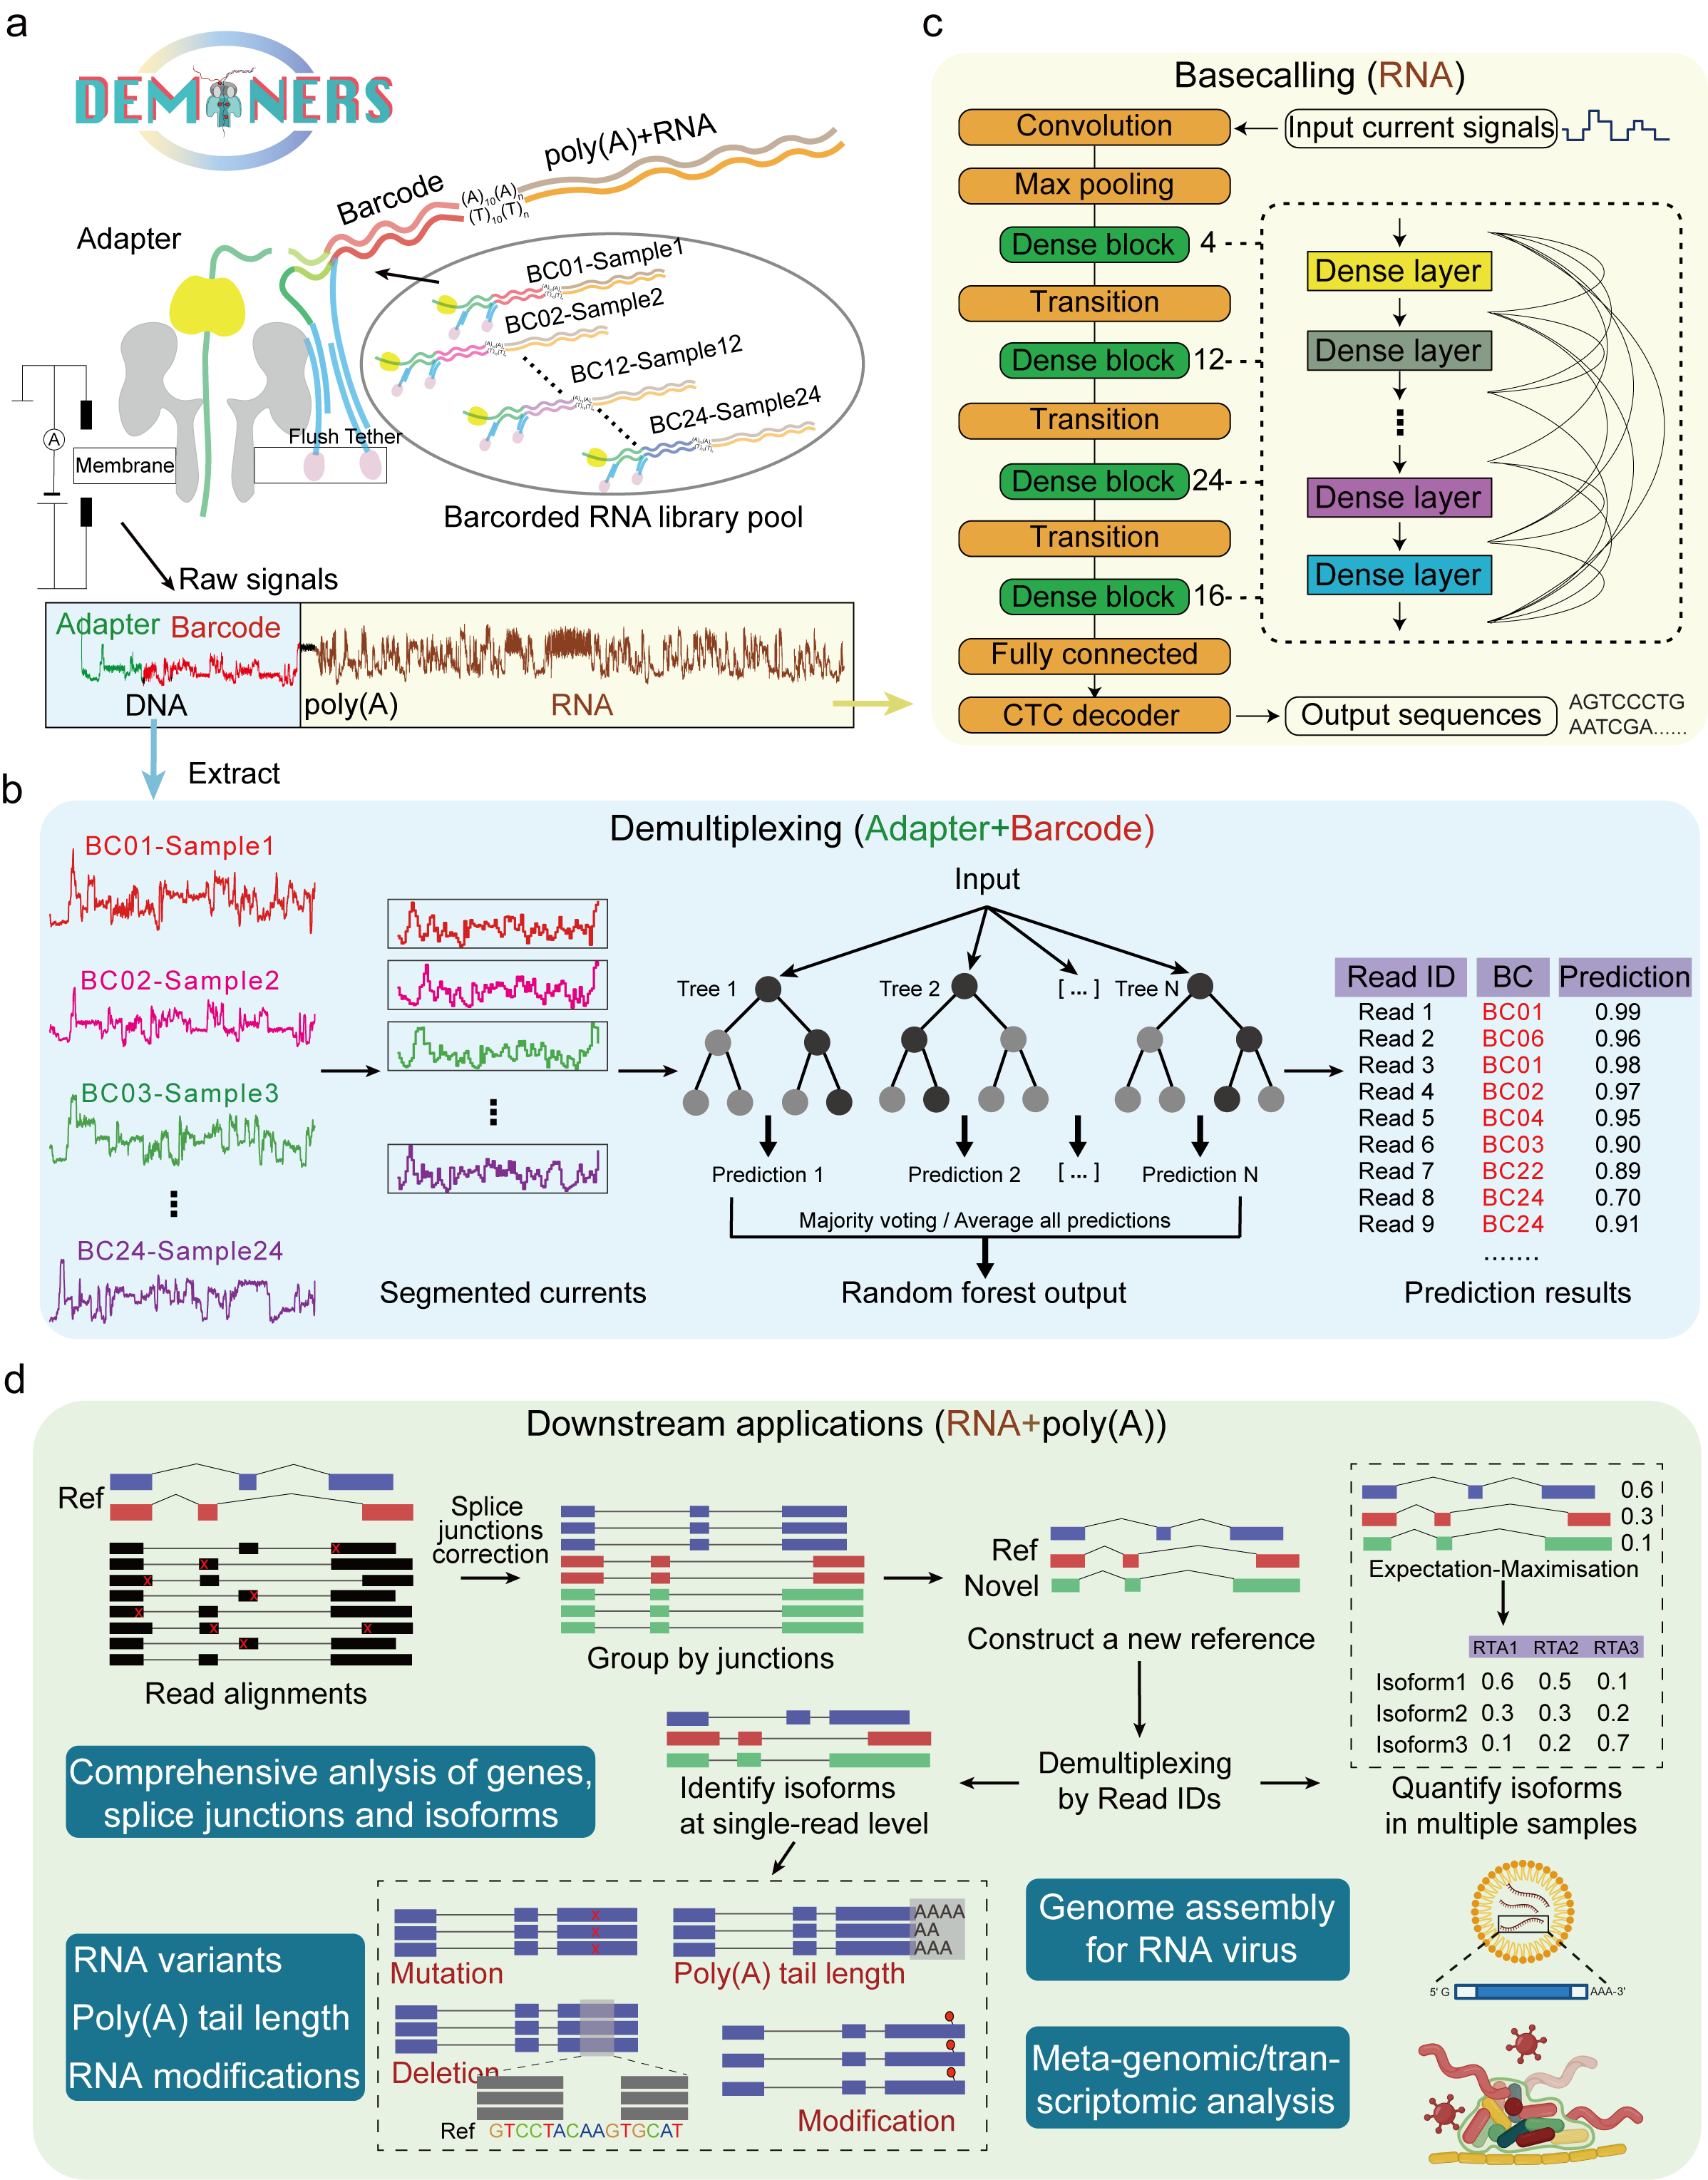 a
DEMINERS
poly(A)+RNA
Barcode
(A)10(A)n
(T)10(T)n
Adapter
BC01-Sample1
BC02-Sample2
BC12-Sample12
BC24-Sample24
A
Flush Tether
Membrane
Barcorded RNA library pool
Raw signals
Adapter Barcode
DNA
poly(A)
RNA
Extract
c
Basecalling (RNA)
Convolution
Input current signals
Max pooling
Dense block 4
Transition
Dense block 12
Transition
Dense block 24
Transition
Dense block 16
Fully connected
CTC decoder
Dense layer
Dense layer
Dense layer
Dense layer
Output sequences
AGTCCCTG
AATCGA......
b
Demultiplexing (Adapter+Barcode)
BC01-Sample1
BC02-Sample2
BC03-Sample3
BC24-Sample24
Segmented currents
Input
Tree 1
Tree 2
[ ... ]
Tree N
Prediction 1
Prediction 2
[ ... ]
Prediction N
Majority voting / Average all predictions
Random forest output
Read ID BC Prediction
Read 1 BC01 0.99
Read 2 BC06 0.96
Read 3 BC01 0.98
Read 4 BC02 0.97
Read 5 BC04 0.95
Read 6 BC03 0.90
Read 7 BC22 0.89
Read 8 BC24 0.70
Read 9 BC24 0.91
.......
Prediction results
d
Downstream applications (RNA+poly(A))
Ref
x
x
x
x
x
x x
x
Read alignments
Splice
junctions
correction
Group by junctions
Ref
Novel
Construct a new reference
0.6
0.3
0.1
Expectation-Maximisation
RTA1 RTA2 RTA3
Isoform1 0.6 0.5 0.1
Isoform2 0.3 0.3 0.2
Isoform3 0.1 0.2 0.7
Quantify isoforms
in multiple samples
Demultiplexing
by Read IDs
Identify isoforms
at single-read level
Comprehensive anlysis of genes,
splice junctions and isoforms
RNA variants
Poly(A) tail length
RNA modifications
x
x
x
Mutation
AAAA
AA
AAA
Poly(A) tail length
Deletion
Ref GTCCTACAAGTGCAT
Modification
Genome assembly
for RNA virus
5' G
AAA-3'
Meta-genomic/tran-
scriptomic analysis